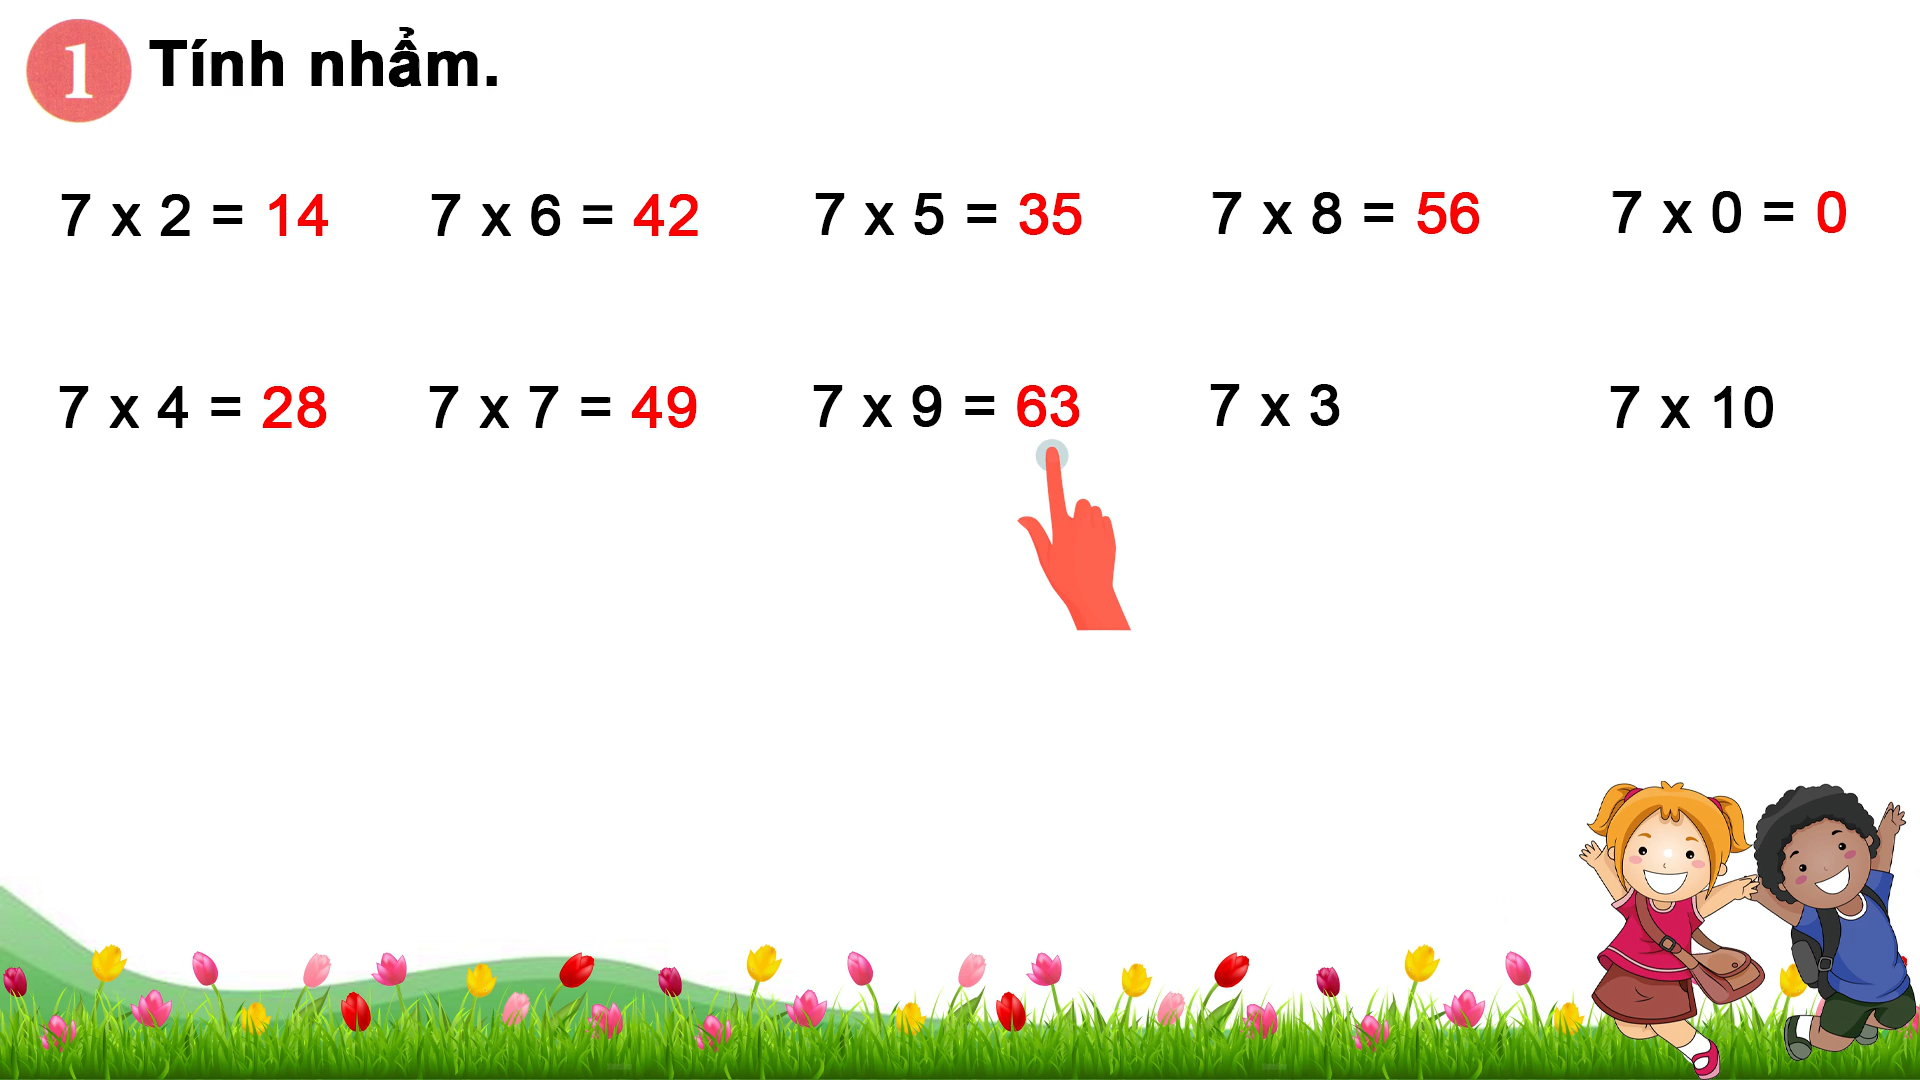 1 Tính nhẩm.
7 x 2 = 14 7 x 6 = 42 7 x 5 = 35 7 x 8 = 56 7 x 0 = 0
7 x 4 = 28 7 x 7 = 49 7 x 9 = 63 7 x 3 7 x 10